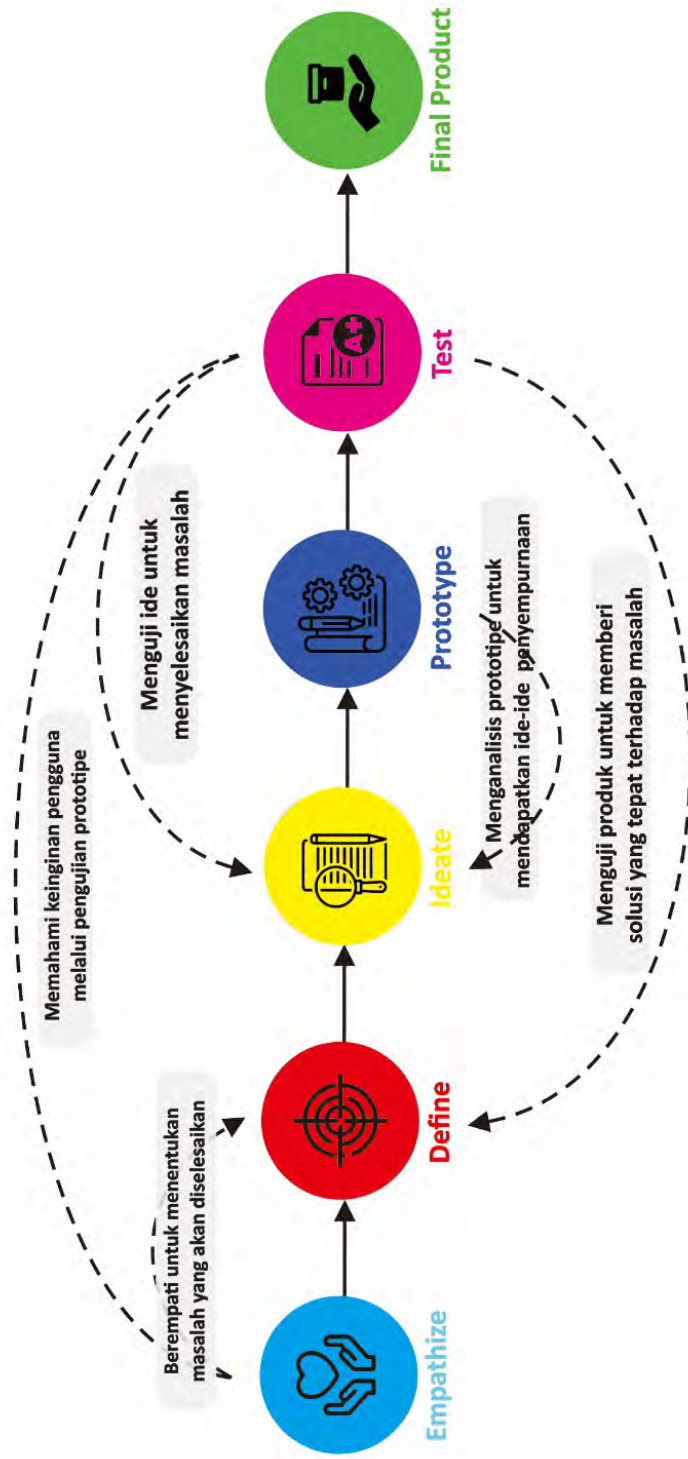 Memahami keinginan pengguna
melalui pengujian prototipe
Menguji ide untuk
menyelesaikan masalah
Berempati untuk menentukan
masalah yang akan diselesaikan
A+
Empathize
Define
Ideate
Prototype
Test
Final Product
Menganalisis prototipe untuk
mendapatkan ide-ide penyempurnaan
Menguji produk untuk memberi
solusi yang tepat terhadap masalah